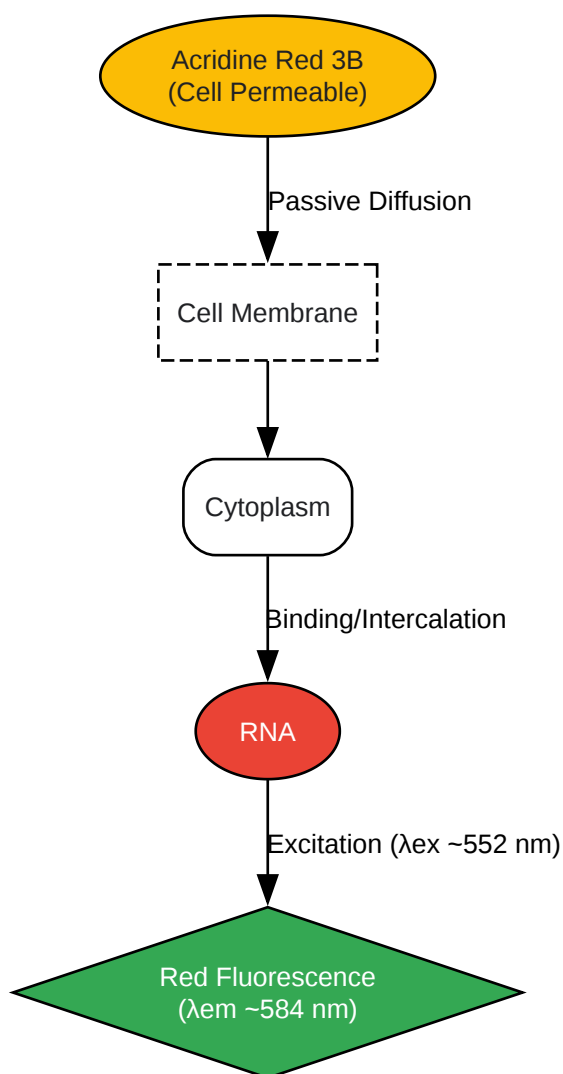 Acridine Red 3B
(Cell Permeable)
Passive Diffusion
Cell Membrane
Cytoplasm
Binding/Intercalation
RNA
Excitation (λex ~552 nm)
Red Fluorescence
(λem ~584 nm)